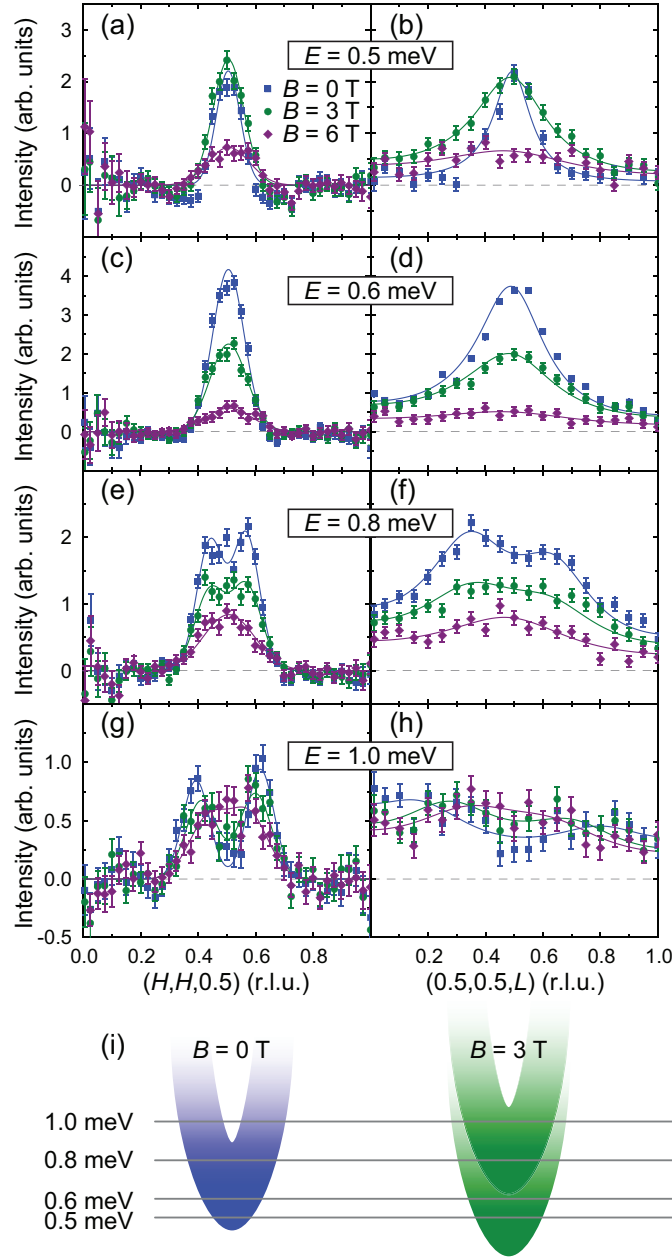 (a)
(b)
E = 0.5 meV
B = 0 T
B = 3 T
B = 6 T
Intensity (arb. units)
3
2
1
0
(c)
(d)
E = 0.6 meV
Intensity (arb. units)
4
3
2
1
0
(e)
(f)
E = 0.8 meV
Intensity (arb. units)
2
1
0
(g)
(h)
E = 1.0 meV
Intensity (arb. units)
1.0
0.5
0.0
-0.5
0.0 0.2 0.4 0.6 0.8
0.2 0.4 0.6 0.8 1.0
(H,H,0.5) (r.l.u.)
(0.5,0.5,L) (r.l.u.)
(i)
B = 0 T
B = 3 T
1.0 meV
0.8 meV
0.6 meV
0.5 meV